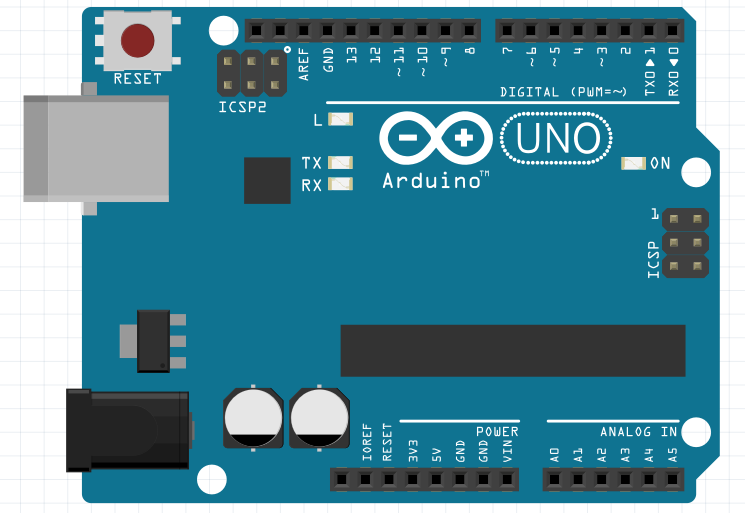 RESET
ICSP2
AREF
GND
13
12
~11
~10
~9
8
7
~6
~5
4
~3
2
TX0▶1
RX0◀0
DIGITAL (PWM=~)
L
TX
RX
UNO
Arduino™
ON
1
ICSP
POWER
ANALOG IN
IOREF
RESET
3V3
5V
GND
GND
VIN
A0
A1
A2
A3
A4
A5